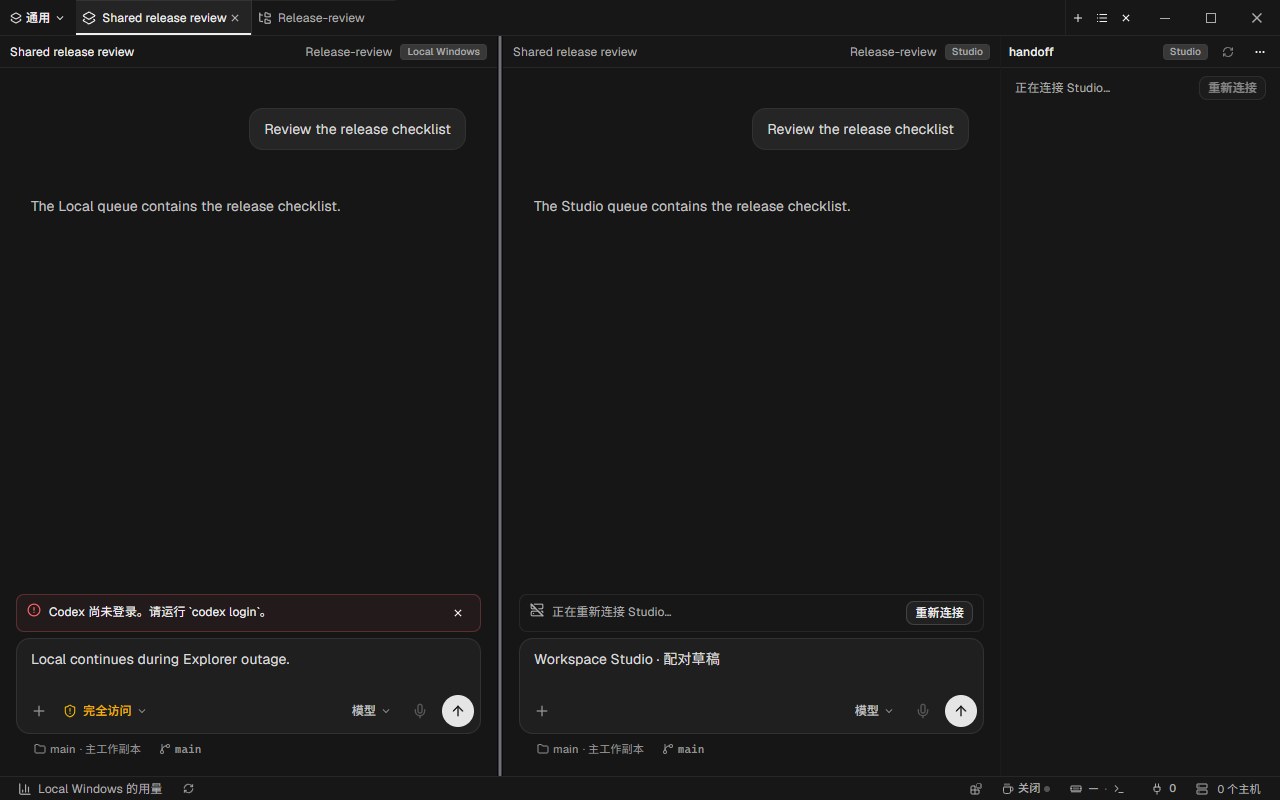 通用
Shared release review
Release-review
Shared release review
Release-review
Local Windows
Shared release review
Release-review
Studio
handoff
Studio
正在连接 Studio…
重新连接
Review the release checklist
Review the release checklist
The Local queue contains the release checklist.
The Studio queue contains the release checklist.
Codex 尚未登录。请运行 `codex login`。
正在重新连接 Studio…
重新连接
Local continues during Explorer outage.
Workspace Studio · 配对草稿
完全访问
模型
模型
main · 主工作副本
main
main · 主工作副本
main
Local Windows 的用量
关闭
— ·
0
0 个主机